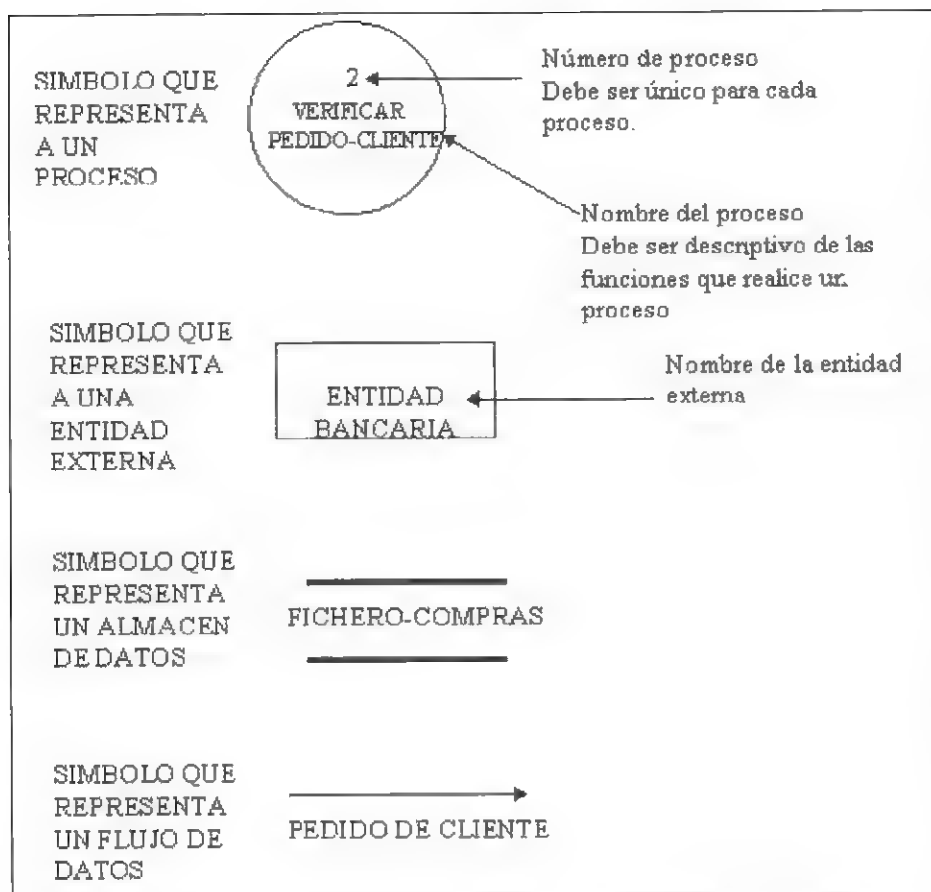 SIMBOLO QUE
REPRESENTA
A UN
PROCESO
2
VERIFICAR
PEDIDO-CLIENTE
Número de proceso
Debe ser único para cada
proceso.
Nombre del proceso
Debe ser descriptivo de las
funciones que realice un
proceso
SIMBOLO QUE
REPRESENTA
A UNA
ENTIDAD
EXTERNA
ENTIDAD
BANCARIA
Nombre de la entidad
externa
SIMBOLO QUE
REPRESENTA
UN ALMACEN
DE DATOS
FICHERO-COMPRAS
SIMBOLO QUE
REPRESENTA
UN FLUJO DE
DATOS
PEDIDO DE CLIENTE